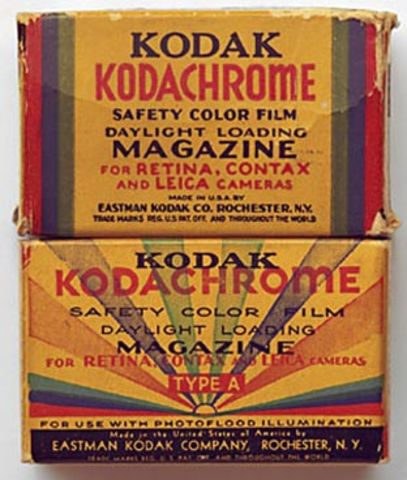 KODAK
KODACHROME
SAFETY COLOR FILM
DAYLIGHT LOADING
MAGAZINE
FOR RETINA, CONTAX
AND LEICA CAMERAS
MADE IN U.S.A. BY
EASTMAN KODAK CO. ROCHESTER, N.Y.
TRADE MARKS REG. U.S. PAT. OFF. AND THROUGHOUT THE WORLD
KODAK
KODACHROME
SAFETY COLOR FILM
DAYLIGHT LOADING
MAGAZINE
FOR RETINA, CONTAX AND LEICA CAMERAS
TYPE A
FOR USE WITH PHOTOFLOOD ILLUMINATION
Made in the United States of America by
EASTMAN KODAK COMPANY, ROCHESTER, N. Y.
TRADE MARKS REG. U. S. PAT. OFF. AND THROUGHOUT THE WORLD